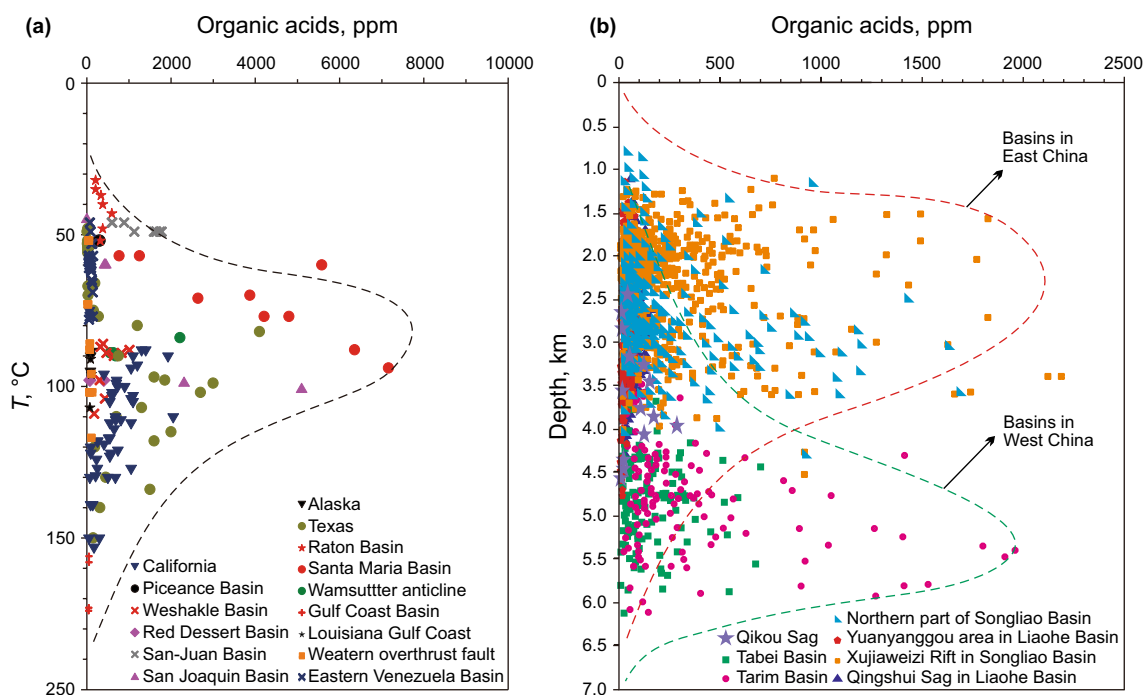 (a)
Organic acids, ppm
0 2000 4000 6000 8000 10000
0
50
100
150
250
T, °C
California
Piceance Basin
Weshakle Basin
Red Dessert Basin
San-Juan Basin
San Joaquin Basin
Alaska
Texas
Raton Basin
Santa Maria Basin
Wamsuttter anticline
Gulf Coast Basin
Louisiana Gulf Coast
Weatern overthrust fault
Eastern Venezuela Basin
(b)
Organic acids, ppm
0 500 1000 1500 2000 2500
0
0.5
1.0
1.5
2.0
2.5
3.0
3.5
4.0
4.5
5.0
5.5
6.0
6.5
7.0
Depth, km
Basins in
East China
Basins in
West China
Qikou Sag
Tabei Basin
Tarim Basin
Northern part of Songliao Basin
Yuanyanggou area in Liaohe Basin
Xujiaweizi Rift in Songliao Basin
Qingshui Sag in Liaohe Basin